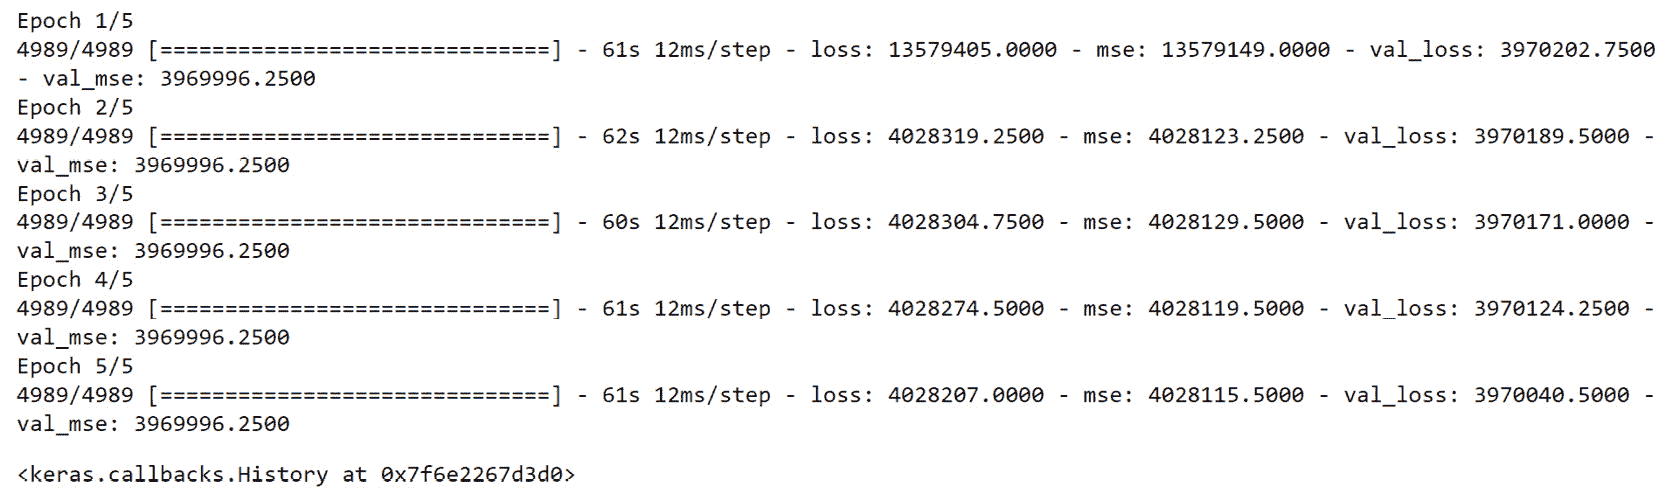 Epoch 1/5
4989/4989 [==============================] - 61s 12ms/step - loss: 13579405.0000 - mse: 13579149.0000 - val_loss: 3970202.7500
- val_mse: 3969996.2500
Epoch 2/5
4989/4989 [==============================] - 62s 12ms/step - loss: 4028319.2500 - mse: 4028123.2500 - val_loss: 3970189.5000 -
val_mse: 3969996.2500
Epoch 3/5
4989/4989 [==============================] - 60s 12ms/step - loss: 4028304.7500 - mse: 4028129.5000 - val_loss: 3970171.0000 -
val_mse: 3969996.2500
Epoch 4/5
4989/4989 [==============================] - 61s 12ms/step - loss: 4028274.5000 - mse: 4028119.5000 - val_loss: 3970124.2500 -
val_mse: 3969996.2500
Epoch 5/5
4989/4989 [==============================] - 61s 12ms/step - loss: 4028207.0000 - mse: 4028115.5000 - val_loss: 3970040.5000 -
val_mse: 3969996.2500
<keras.callbacks.History at 0x7f6e2267d3d0>